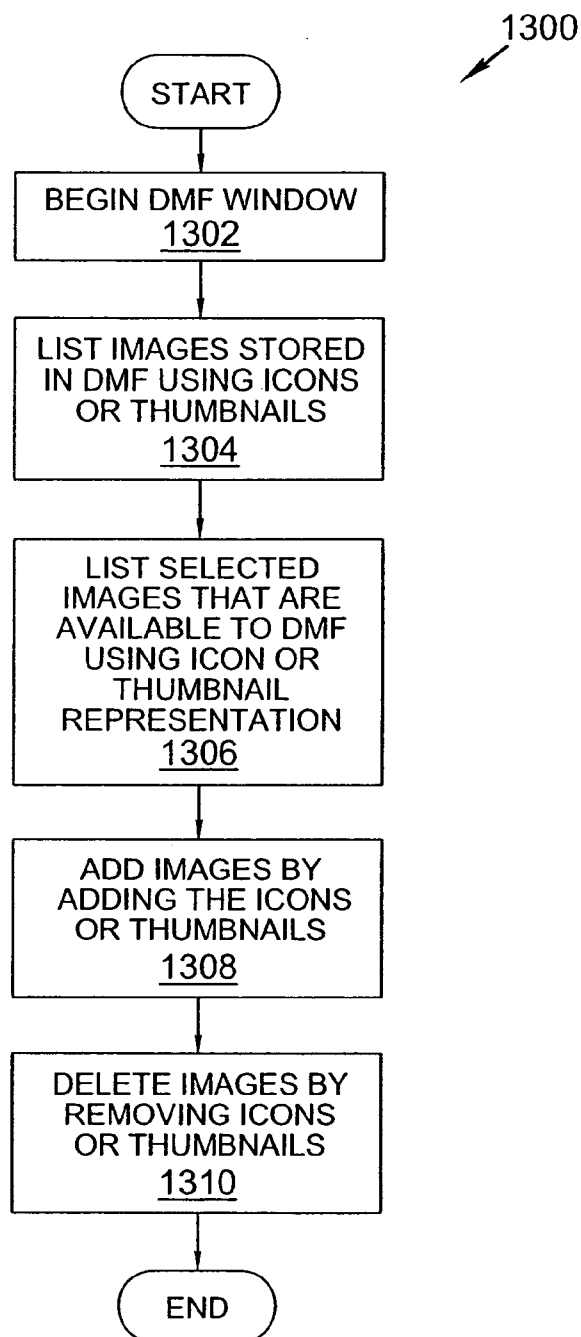 1300
START
BEGIN DMF WINDOW
1302
LIST IMAGES STORED
IN DMF USING ICONS
OR THUMBNAILS
1304
LIST SELECTED
IMAGES THAT ARE
AVAILABLE TO DMF
USING ICON OR
THUMBNAIL
REPRESENTATION
1306
ADD IMAGES BY
ADDING THE ICONS
OR THUMBNAILS
1308
DELETE IMAGES BY
REMOVING ICONS
OR THUMBNAILS
1310
END